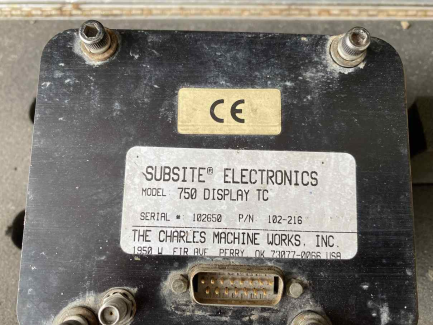 CE
SUBSITE® ELECTRONICS
MODEL 750 DISPLAY TC
SERIAL # 102650 P/N 102-216
THE CHARLES MACHINE WORKS, INC.
1950 W. FIR AVE. PERRY, OK 73077-0066 USA